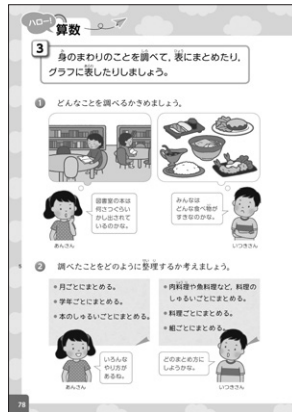 ハロー!
算数
3
身のまわりのことを調べて,表にまとめたり,
グラフに表したりしましょう。
1 どんなことを調べるかきめましょう。
図書室の本は
何さつぐらい
かし出されて
いるのかな。
あんさん
みんなは
どんな食べ物が
すきなのかな。
いつきさん
5
2 調べたことをどのように整理するか考えましょう。
●月ごとにまとめる。
●学年ごとにまとめる。
●本のしゅるいごとにまとめる。
●肉料理や魚料理など,料理の
しゅるいごとにまとめる。
●料理ごとにまとめる。
●組ごとにまとめる。
いろんな
やり方が
あるね。
あんさん
どのまとめ方に
しようかな。
いつきさん
78